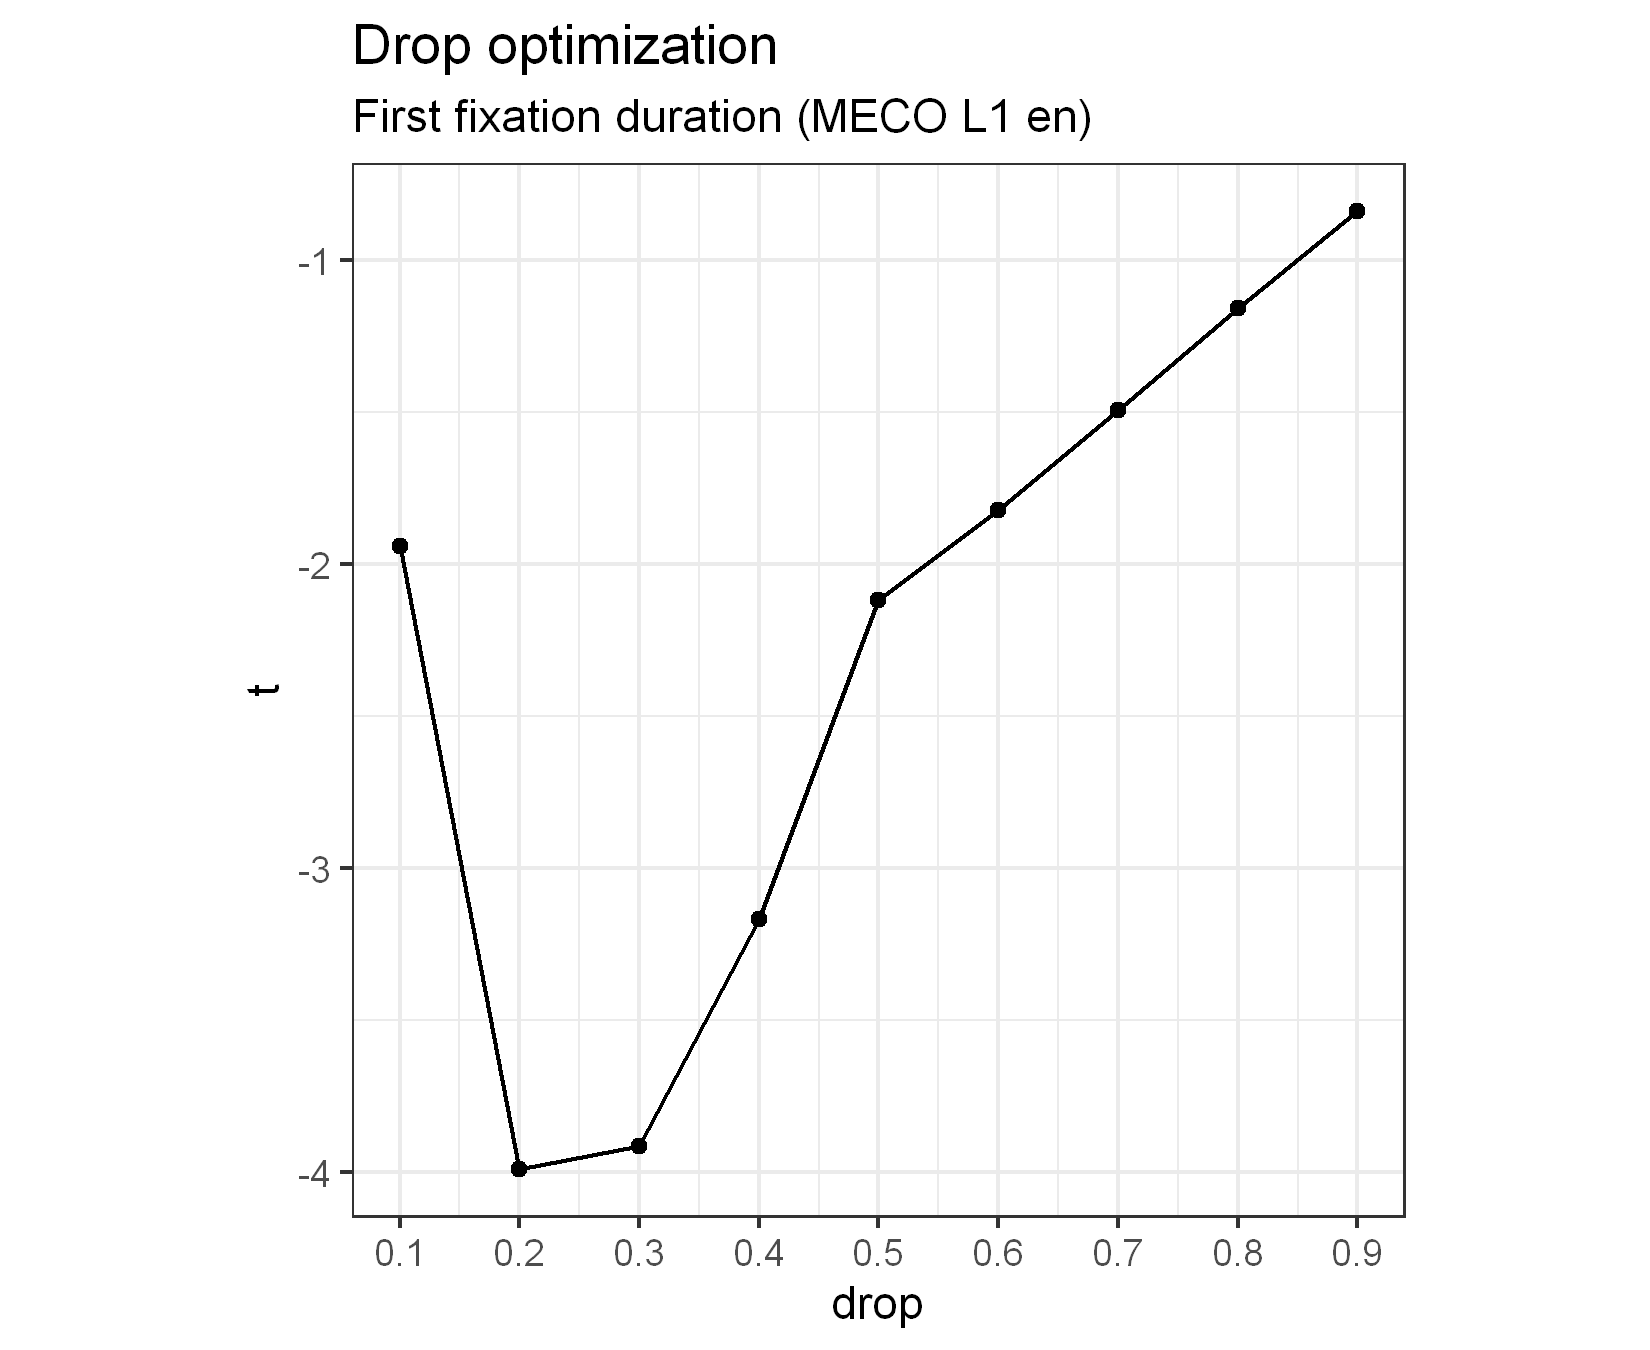 Drop optimization
First fixation duration (MECO L1 en)
-1
-2
-3
-4
t
0.1 0.2 0.3 0.4 0.5 0.6 0.7 0.8 0.9
drop